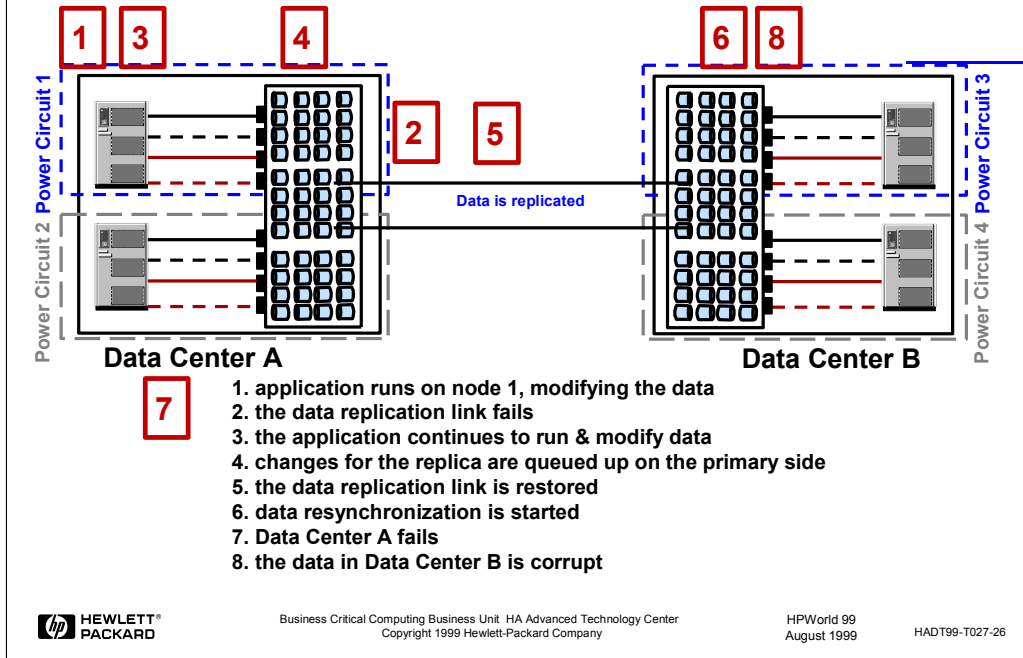 1
3
4
6
8
Power Circuit 1
2
5
Power Circuit 3
Data is replicated
Power Circuit 2
Power Circuit 4
Data Center A
Data Center B
7
1. application runs on node 1, modifying the data
2. the data replication link fails
3. the application continues to run & modify data
4. changes for the replica are queued up on the primary side
5. the data replication link is restored
6. data resynchronization is started
7. Data Center A fails
8. the data in Data Center B is corrupt
hp HEWLETT®
PACKARD
Business Critical Computing Business Unit HA Advanced Technology Center
Copyright 1999 Hewlett-Packard Company
HPWorld 99
August 1999
HADT99-T027-26